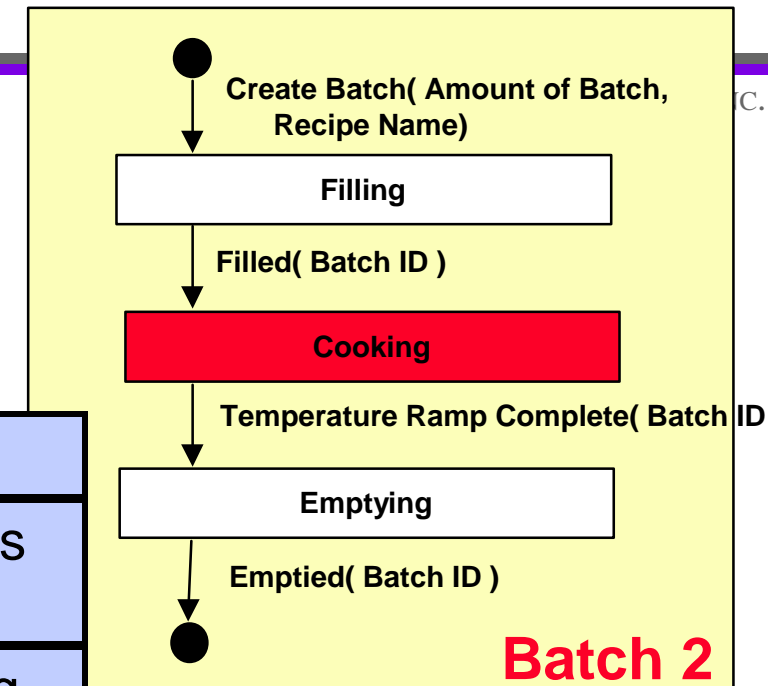 Create Batch( Amount of Batch,
Recipe Name)
C.
Filling
Filled( Batch ID )
Cooking
Temperature Ramp Complete( Batch ID
s
Emptying
Emptied( Batch ID )
Batch 2